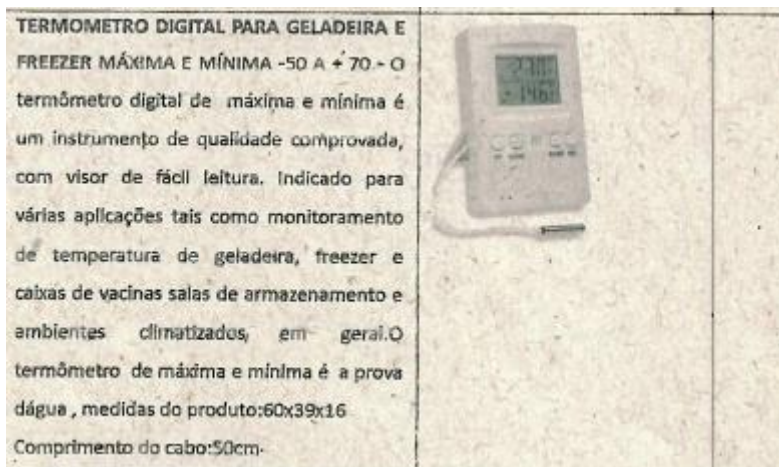 TERMOMETRO DIGITAL PARA GELADEIRA E
FREEZER MÁXIMA E MÍNIMA -50 A + 70 - O
termômetro digital de máxima e mínima é
um instrumento de qualidade comprovada,
com visor de fácil leitura. Indicado para
várias aplicações tais como monitoramento
de temperatura de geladeira, freezer e
caixas de vacinas salas de armazenamento e
ambientes climatizados, em geral.O
termômetro de máxima e mínima é a prova
dágua , medidas do produto:60x39x16
Comprimento do cabo:50cm.